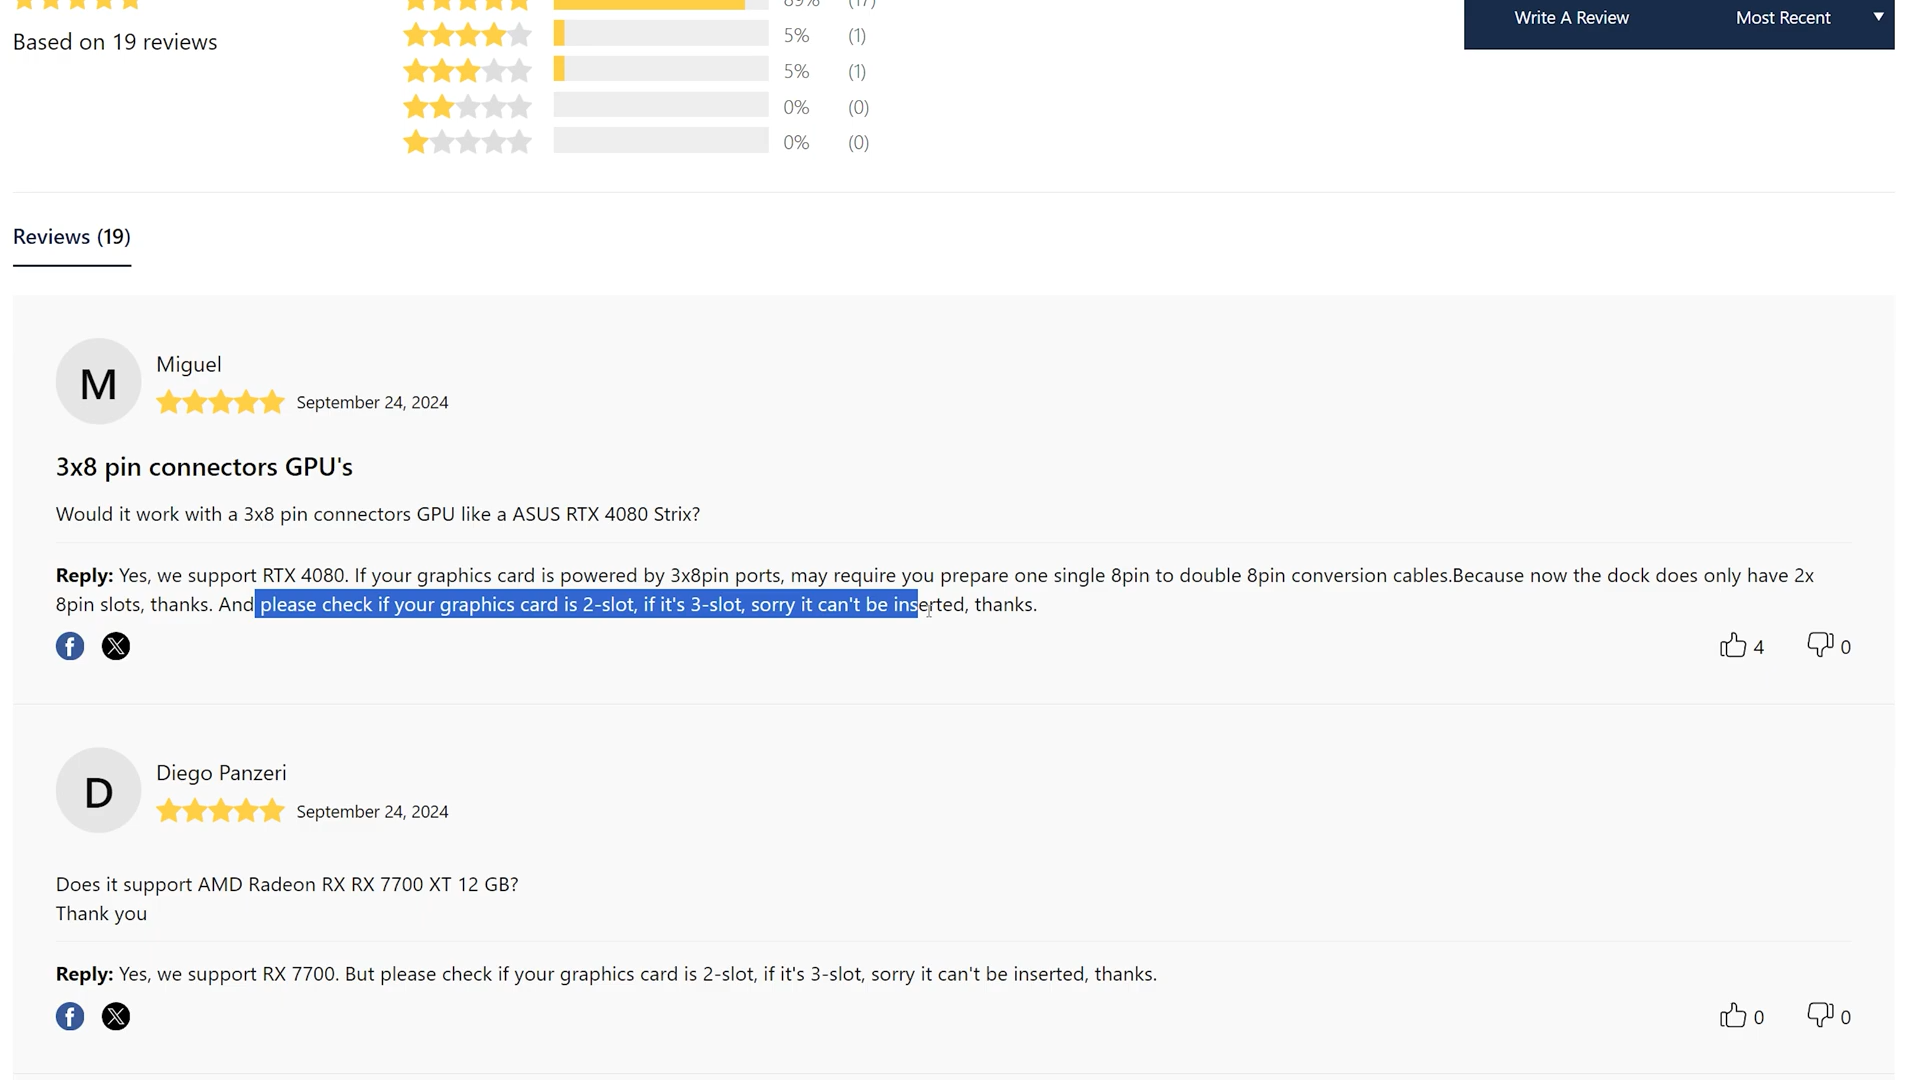 89% (17)
Write A Review Most Recent
Based on 19 reviews
5% (1)
5% (1)
0% (0)
0% (0)
Reviews (19)
M
Miguel
September 24, 2024
3x8 pin connectors GPU's
Would it work with a 3x8 pin connectors GPU like a ASUS RTX 4080 Strix?
Reply: Yes, we support RTX 4080. If your graphics card is powered by 3x8pin ports, may require you prepare one single 8pin to double 8pin conversion cables.Because now the dock does only have 2x
8pin slots, thanks. And please check if your graphics card is 2-slot, if it's 3-slot, sorry it can't be inserted, thanks.
4 0
D
Diego Panzeri
September 24, 2024
Does it support AMD Radeon RX RX 7700 XT 12 GB?
Thank you
Reply: Yes, we support RX 7700. But please check if your graphics card is 2-slot, if it's 3-slot, sorry it can't be inserted, thanks.
0 0